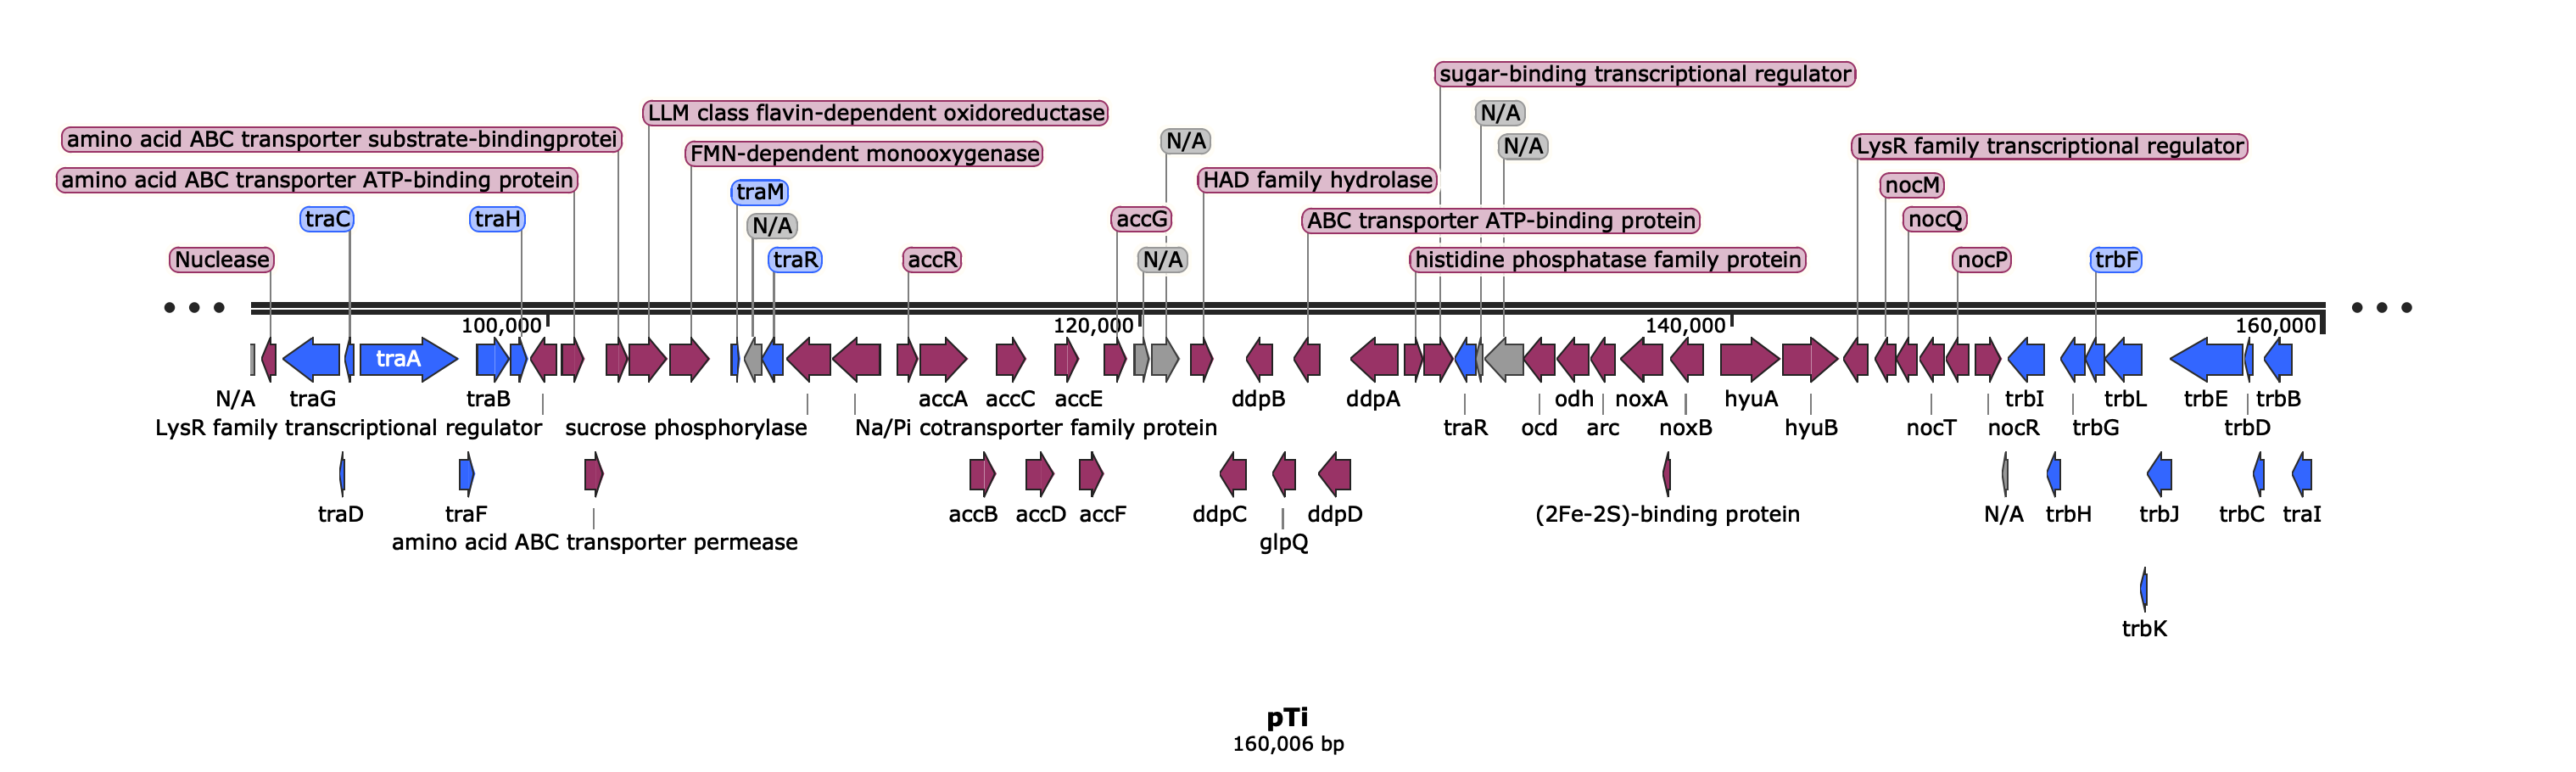 sugar-binding transcriptional regulator
LLM class flavin-dependent oxidoreductase
N/A
amino acid ABC transporter substrate-bindingprotei
N/A
FMN-dependent monooxygenase
N/A
LysR family transcriptional regulator
amino acid ABC transporter ATP-binding protein
HAD family hydrolase
nocM
traM
traC
traH
accG
ABC transporter ATP-binding protein
nocQ
N/A
Nuclease
traR
accR
N/A
histidine phosphatase family protein
nocP
trbF
100,000
120,000
140,000
160,000
traA
N/A
traG
traB
accA
accC
accE
ddpB
ddpA
odh
noxA
hyuA
trbI
trbL
trbE
trbB
LysR family transcriptional regulator
sucrose phosphorylase
Na/Pi cotransporter family protein
traR
ocd
arc
noxB
hyuB
nocT
nocR
trbG
trbD
traD
traF
accB
accD
accF
ddpC
ddpD
(2Fe-2S)-binding protein
N/A
trbH
trbJ
trbC
traI
amino acid ABC transporter permease
glpQ
trbK
pTi
160,006 bp